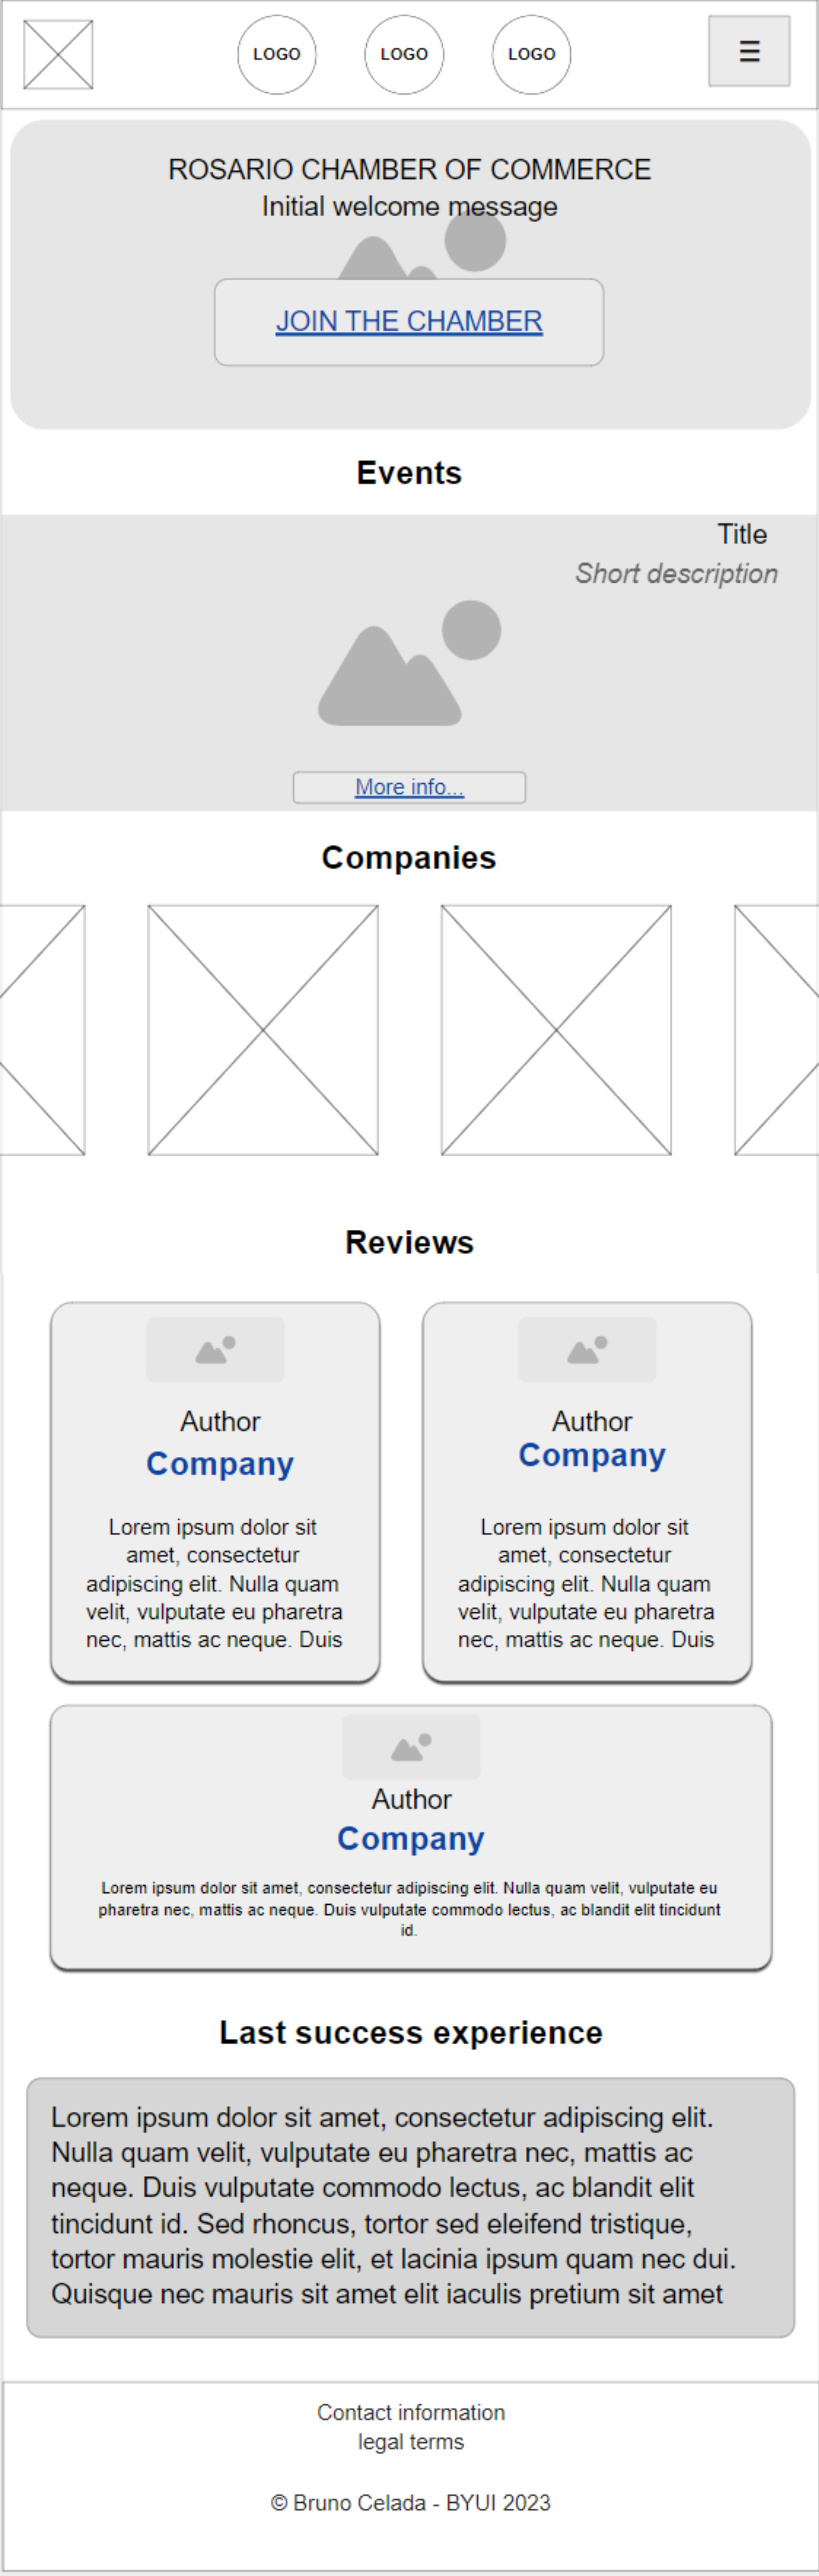 LOGO LOGO LOGO ☰
ROSARIO CHAMBER OF COMMERCE
Initial welcome message
JOIN THE CHAMBER
Events
Title
Short description
More info...
Companies
Reviews
Author
Company
Lorem ipsum dolor sit
amet, consectetur
adipiscing elit. Nulla quam
velit, vulputate eu pharetra
nec, mattis ac neque. Duis
Author
Company
Lorem ipsum dolor sit
amet, consectetur
adipiscing elit. Nulla quam
velit, vulputate eu pharetra
nec, mattis ac neque. Duis
Author
Company
Lorem ipsum dolor sit amet, consectetur adipiscing elit. Nulla quam velit, vulputate eu
pharetra nec, mattis ac neque. Duis vulputate commodo lectus, ac blandit elit tincidunt
id.
Last success experience
Lorem ipsum dolor sit amet, consectetur adipiscing elit.
Nulla quam velit, vulputate eu pharetra nec, mattis ac
neque. Duis vulputate commodo lectus, ac blandit elit
tincidunt id. Sed rhoncus, tortor sed eleifend tristique,
tortor mauris molestie elit, et lacinia ipsum quam nec dui.
Quisque nec mauris sit amet elit iaculis pretium sit amet
Contact information
legal terms
© Bruno Celada - BYUI 2023